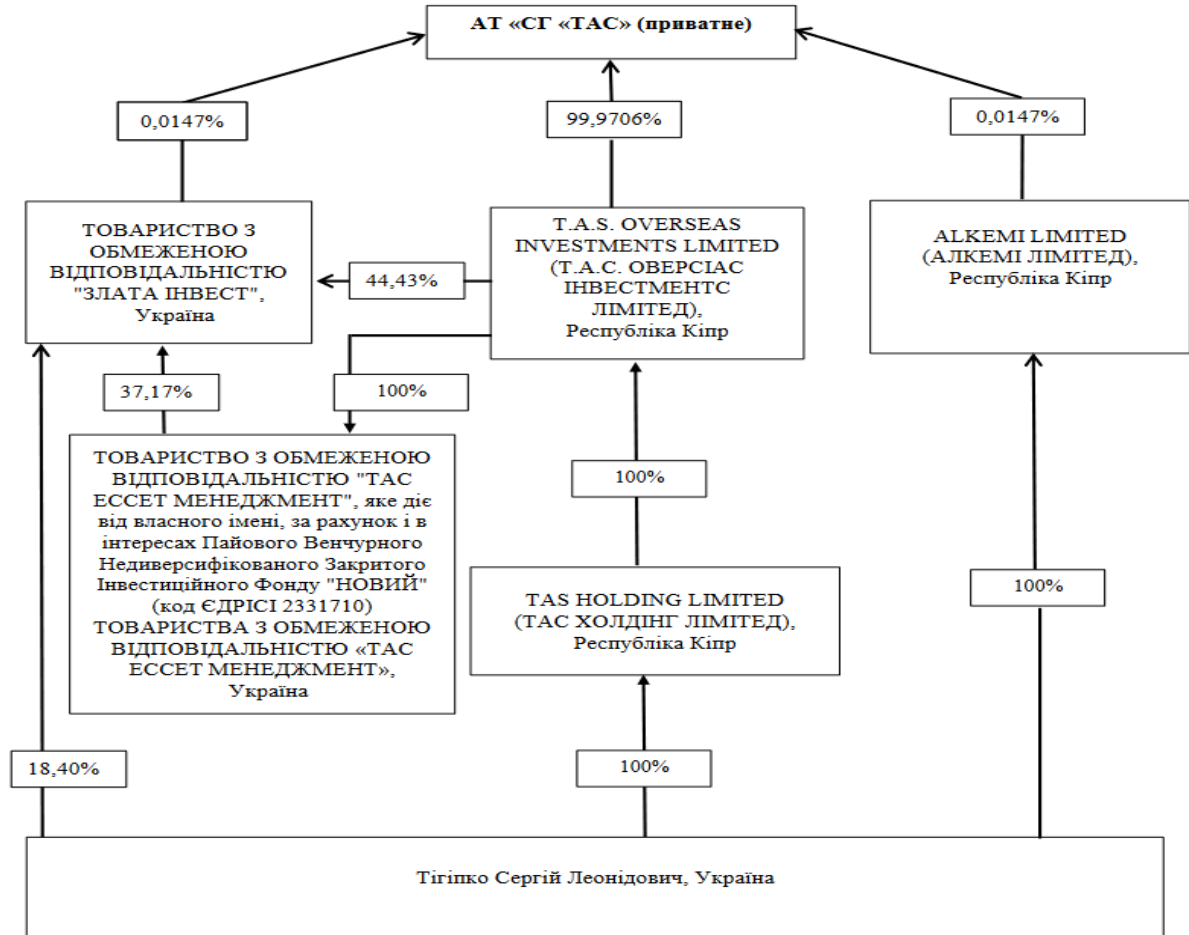 АТ «СГ «ТАС» (приватне)
0,0147%
99,9706%
0,0147%
ТОВАРИСТВО З
ОБМЕЖЕНОЮ
ВІДПОВІДАЛЬНІСТЮ
"ЗЛАТА ІНВЕСТ",
Україна
44,43%
T.A.S. OVERSEAS
INVESTMENTS LIMITED
(Т.А.С. ОВЕРСІАС
ІНВЕСТМЕНТС
ЛІМІТЕД),
Республіка Кіпр
ALKEMI LIMITED
(АЛКЕМІ ЛІМІТЕД),
Республіка Кіпр
37,17%
100%
ТОВАРИСТВО З ОБМЕЖЕНОЮ
ВІДПОВІДАЛЬНІСТЮ "ТАС
ЕССЕТ МЕНЕДЖМЕНТ", яке діє
від власного імені, за рахунок і в
інтересах Пайового Венчурного
Недиверсифікованого Закритого
Інвестиційного Фонду "НОВИЙ"
(код ЄДРІСІ 2331710)
ТОВАРИСТВА З ОБМЕЖЕНОЮ
ВІДПОВІДАЛЬНІСТЮ «ТАС
ЕССЕТ МЕНЕДЖМЕНТ»,
Україна
100%
TAS HOLDING LIMITED
(ТАС ХОЛДІНГ ЛІМІТЕД),
Республіка Кіпр
100%
18,40%
100%
Тігіпко Сергій Леонідович, Україна